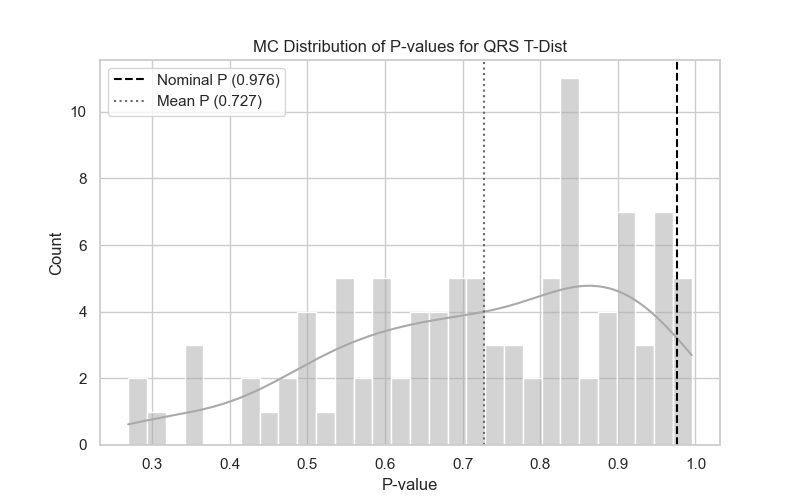 MC Distribution of P-values for QRS T-Dist
Nominal P (0.976)
Mean P (0.727)
Count
10
8
6
4
2
0
0.3 0.4 0.5 0.6 0.7 0.8 0.9 1.0
P-value